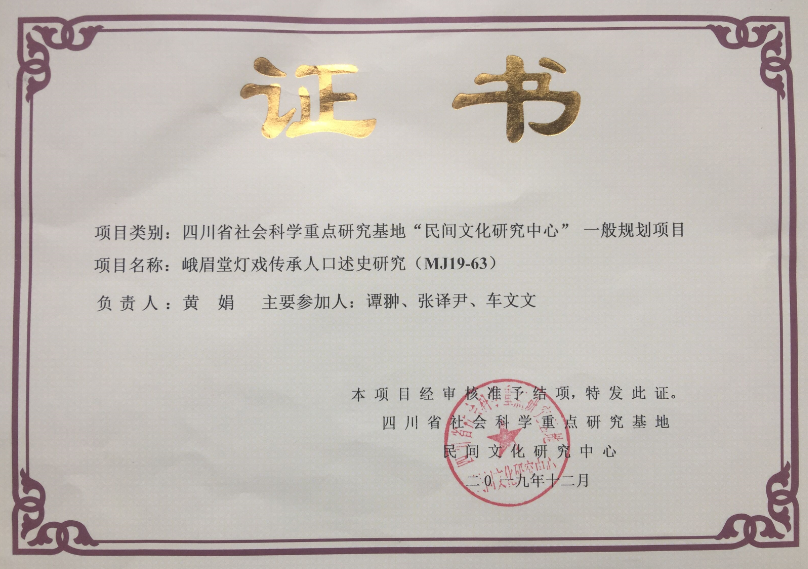 证书
项目类别：四川省社会科学重点研究基地“民间文化研究中心” 一般规划项目
项目名称：峨眉堂灯戏传承人口述史研究（MJ19-63）
负责人：黄 娟 主要参加人：谭翀、张译尹、车文文
本项目经审核准予结项，特发此证。
四川省社会科学重点研究基地
民间文化研究中心
二〇一九年十二月